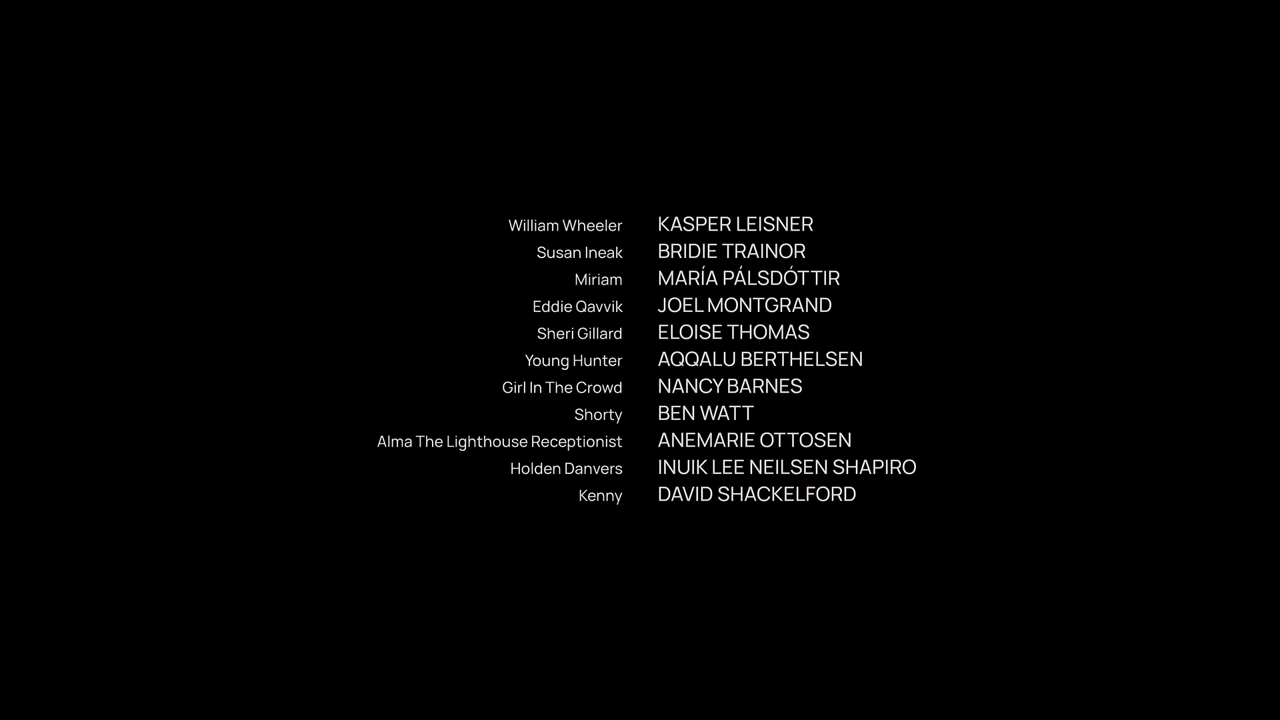 William Wheeler KASPER LEISNER
Susan Ineak BRIDIE TRAINOR
Miriam MARÍA PÁLSDÓTTIR
Eddie Qavvik JOEL MONTGRAND
Sheri Gillard ELOISE THOMAS
Young Hunter AQQALU BERTHELSEN
Girl In The Crowd NANCY BARNES
Shorty BEN WATT
Alma The Lighthouse Receptionist ANEMARIE OTTOSEN
Holden Danvers INUIK LEE NEILSEN SHAPIRO
Kenny DAVID SHACKELFORD